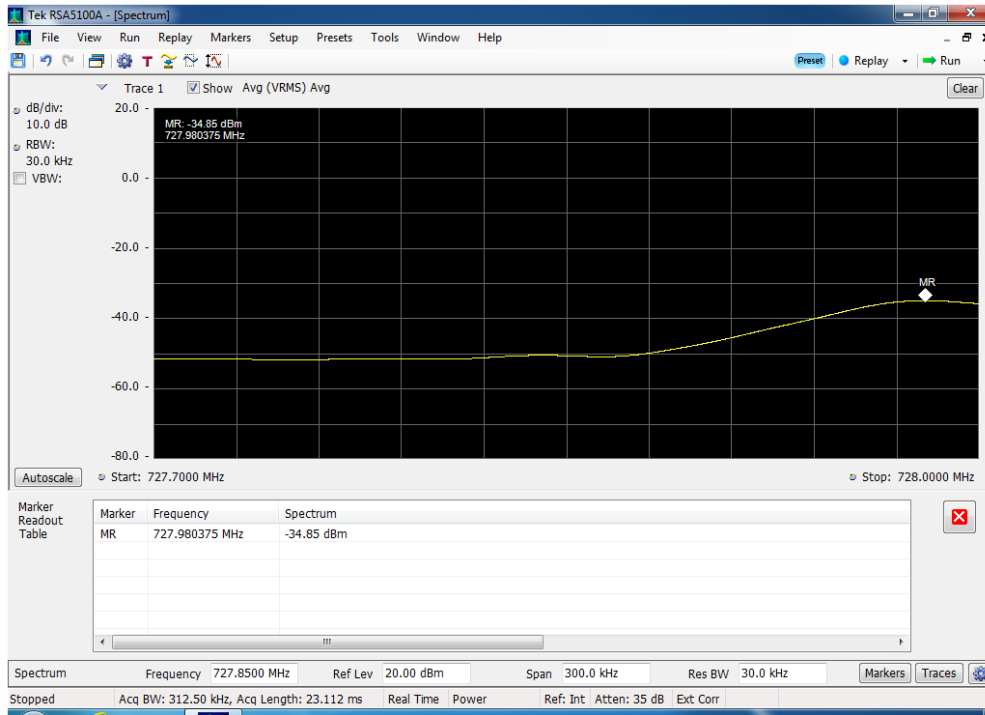 Tek RSA5100A - [Spectrum]
File View Run Replay Markers Setup Presets Tools Window Help
T Preset Replay Run
Trace 1 Show Avg (VRMS) Avg Clear
dB/div:
10.0 dB
RBW:
30.0 kHz
VBW:
20.0
0.0
-20.0
-40.0
-60.0
-80.0
MR: -34.85 dBm
727.980375 MHz
MR
Autoscale Start: 727.7000 MHz Stop: 728.0000 MHz
Marker
Readout
Table
Marker Frequency Spectrum
MR 727.980375 MHz -34.85 dBm
Spectrum Frequency 727.8500 MHz Ref Lev 20.00 dBm Span 300.0 kHz Res BW 30.0 kHz Markers Traces
Stopped Acq BW: 312.50 kHz, Acq Length: 23.112 ms Real Time Power Ref: Int Atten: 35 dB Ext Corr